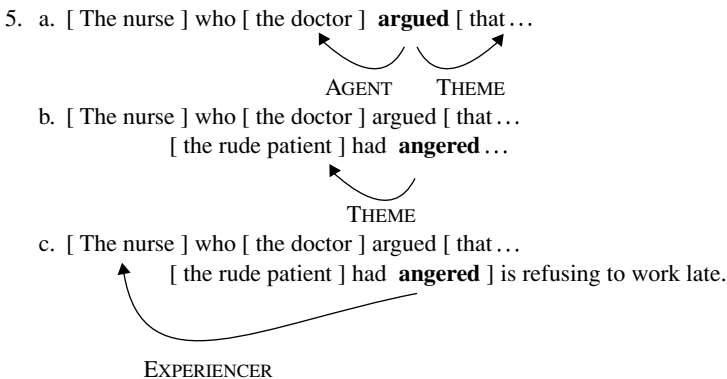 5. a. [ The nurse ] who [ the doctor ] argued [ that …
AGENT THEME
b. [ The nurse ] who [ the doctor ] argued [ that …
[ the rude patient ] had angered …
THEME
c. [ The nurse ] who [ the doctor ] argued [ that …
[ the rude patient ] had angered ] is refusing to work late.
EXPERIENCER